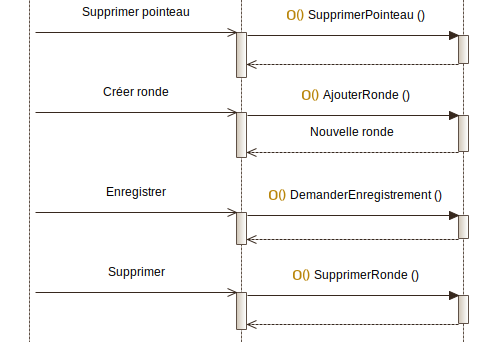 Supprimer pointeau
O() SupprimerPointeau ()
Créer ronde
O() AjouterRonde ()
Nouvelle ronde
Enregistrer
O() DemanderEnregistrement ()
Supprimer
O() SupprimerRonde ()